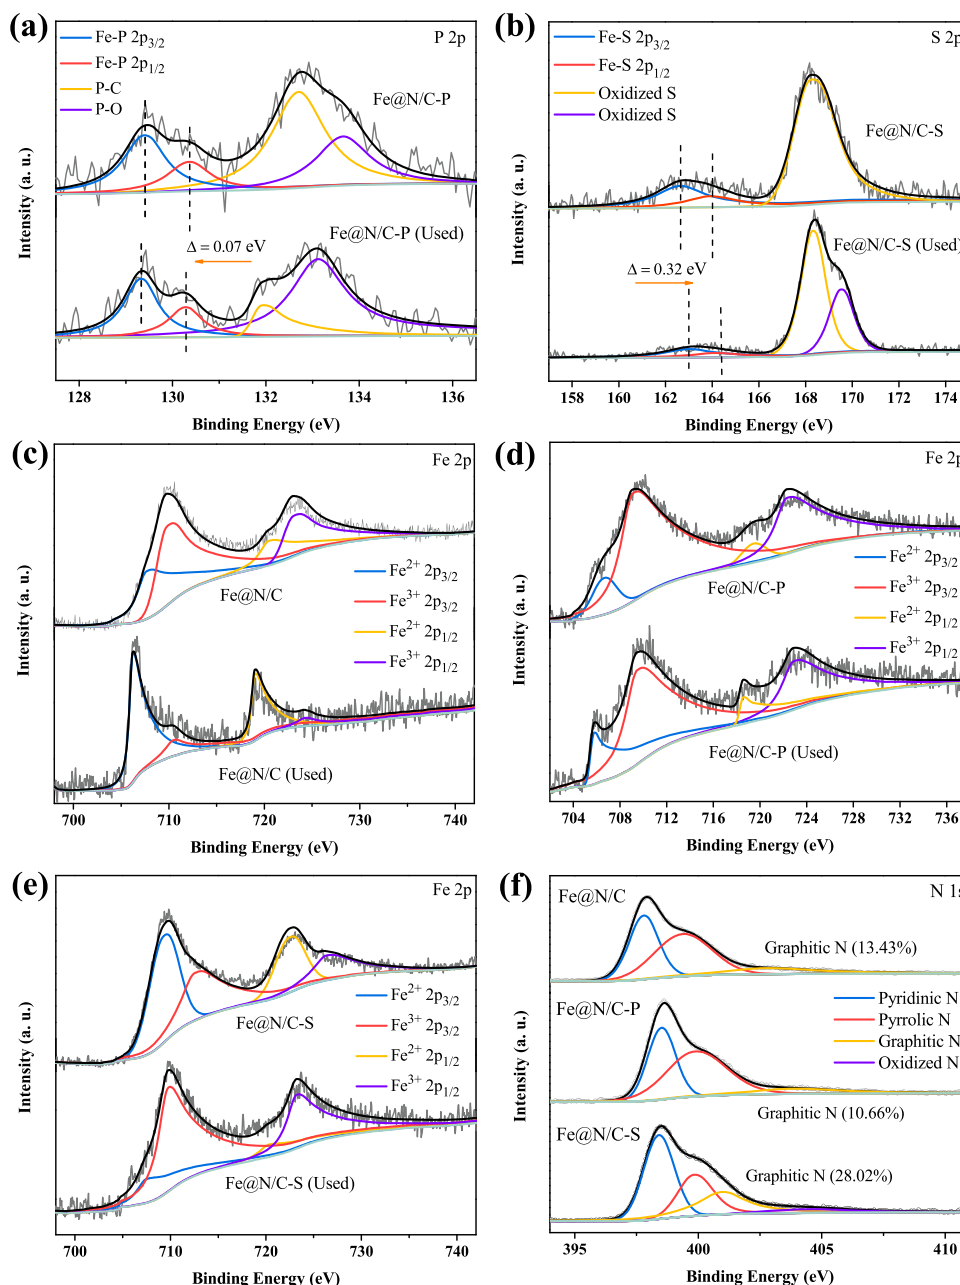 (a)
P 2p
Fe-P 2p3/2
Fe-P 2p1/2
P-C
P-O
Fe@N/C-P
Fe@N/C-P (Used)
Δ = 0.07 eV
Intensity (a. u.)
128 130 132 134 136
Binding Energy (eV)
(b)
S 2p
Fe-S 2p3/2
Fe-S 2p1/2
Oxidized S
Oxidized S
Fe@N/C-S
Fe@N/C-S (Used)
Δ = 0.32 eV
Intensity (a. u.)
158 160 162 164 166 168 170 172 174
Binding Energy (eV)
(c)
Fe 2p
Fe@N/C
Fe2+ 2p3/2
Fe3+ 2p3/2
Fe2+ 2p1/2
Fe3+ 2p1/2
Fe@N/C (Used)
Intensity (a. u.)
700 710 720 730 740
Binding Energy (eV)
(d)
Fe 2p
Fe@N/C-P
Fe2+ 2p3/2
Fe3+ 2p3/2
Fe2+ 2p1/2
Fe3+ 2p1/2
Fe@N/C-P (Used)
Intensity (a. u.)
704 708 712 716 720 724 728 732 736
Binding Energy (eV)
(e)
Fe 2p
Fe@N/C-S
Fe2+ 2p3/2
Fe3+ 2p3/2
Fe2+ 2p1/2
Fe3+ 2p1/2
Fe@N/C-S (Used)
Intensity (a. u.)
700 710 720 730 740
Binding Energy (eV)
(f)
N 1s
Fe@N/C
Graphitic N (13.43%)
Fe@N/C-P
Pyridinic N
Pyrrolic N
Graphitic N
Oxidized N
Graphitic N (10.66%)
Fe@N/C-S
Graphitic N (28.02%)
Intensity (a. u.)
395 400 405 410
Binding Energy (eV)